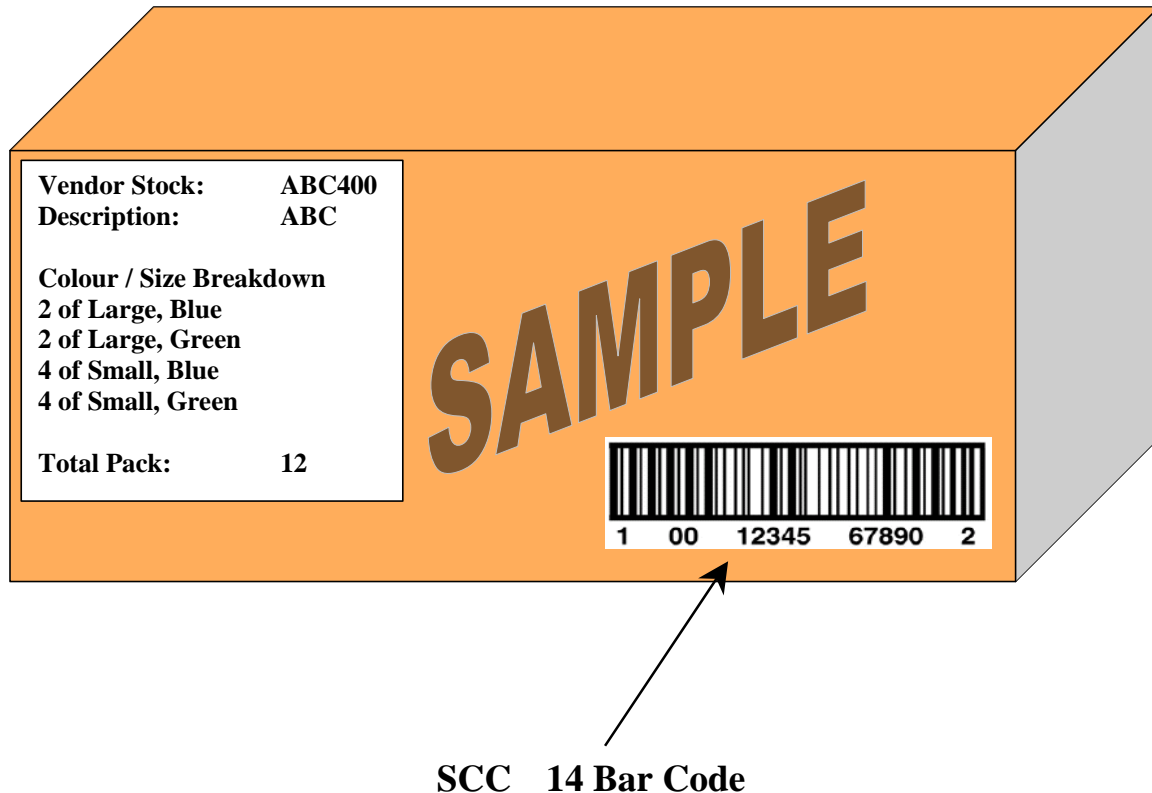 Vendor Stock: ABC400
Description: ABC
Colour / Size Breakdown
2 of Large, Blue
2 of Large, Green
4 of Small, Blue
4 of Small, Green
Total Pack: 12
SAMPLE
1 00 12345 67890 2
SCC 14 Bar Code